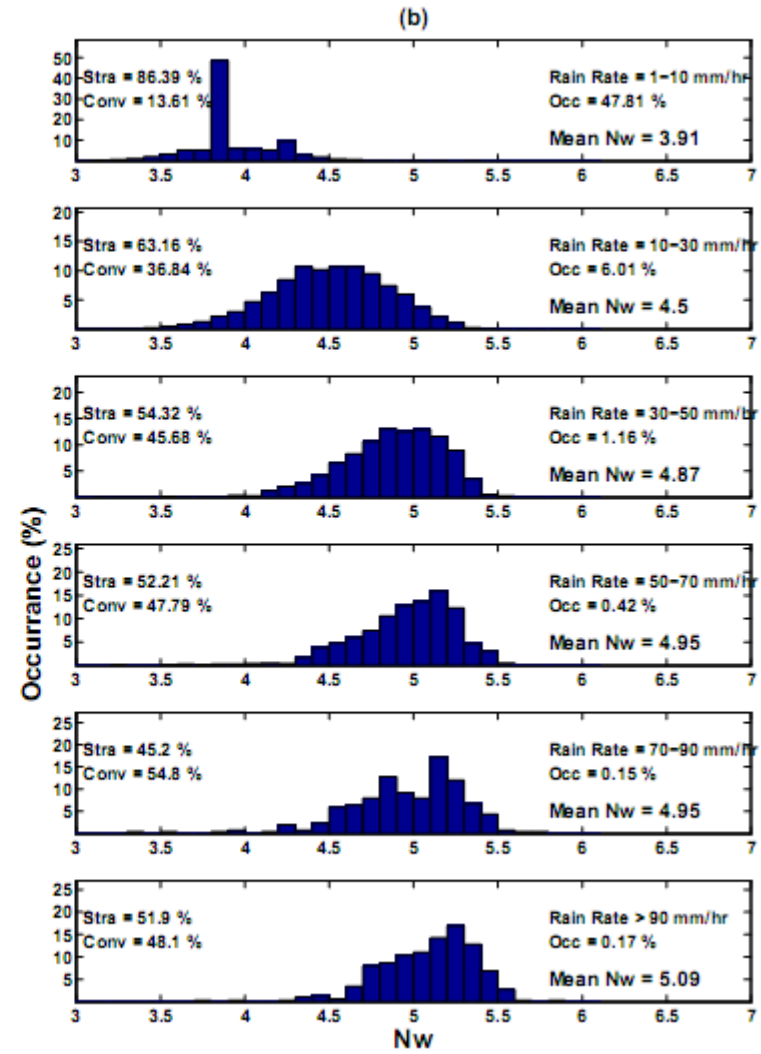 (b)
50
40
30
20
10
Stra = 86.39 %
Conv = 13.61 %
Rain Rate = 1−10 mm/hr
Occ = 47.81 %
Mean Nw = 3.91
3 3.5 4 4.5 5 5.5 6 6.5 7
20
15
10
5
Stra = 63.16 %
Conv = 36.84 %
Rain Rate = 10−30 mm/hr
Occ = 6.01 %
Mean Nw = 4.5
3 3.5 4 4.5 5 5.5 6 6.5 7
20
15
10
5
Stra = 54.32 %
Conv = 45.68 %
Rain Rate = 30−50 mm/hr
Occ = 1.16 %
Mean Nw = 4.87
3 3.5 4 4.5 5 5.5 6 6.5 7
Occurrance (%)
25
20
15
10
5
Stra = 52.21 %
Conv = 47.79 %
Rain Rate = 50−70 mm/hr
Occ = 0.42 %
Mean Nw = 4.95
3 3.5 4 4.5 5 5.5 6 6.5 7
25
20
15
10
5
Stra = 45.2 %
Conv = 54.8 %
Rain Rate = 70−90 mm/hr
Occ = 0.15 %
Mean Nw = 4.95
3 3.5 4 4.5 5 5.5 6 6.5 7
25
20
15
10
5
Stra = 51.9 %
Conv = 48.1 %
Rain Rate > 90 mm/hr
Occ = 0.17 %
Mean Nw = 5.09
3 3.5 4 4.5 5 5.5 6 6.5 7
Nw